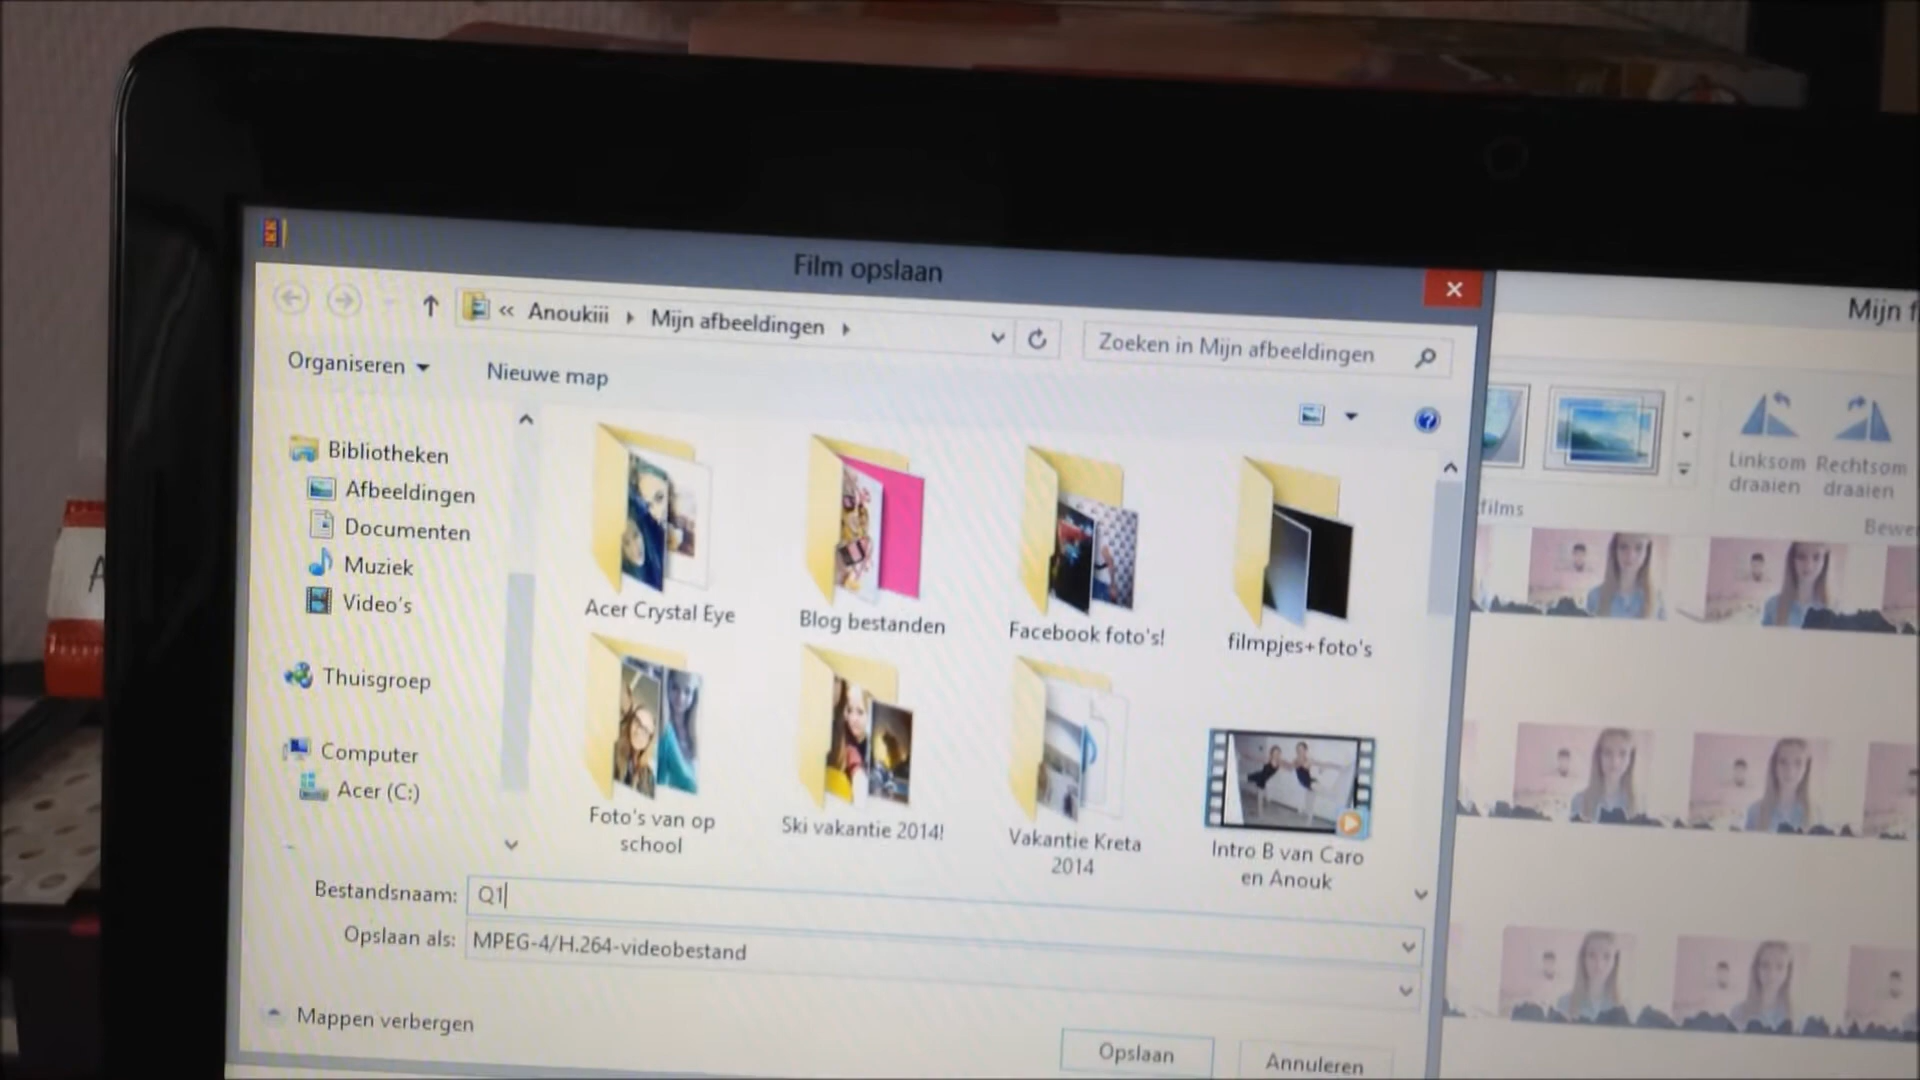 Film opslaan
Mijn f
« Anoukiii
Mijn afbeeldingen
Zoeken in Mijn afbeeldingen
Organiseren
Nieuwe map
Bibliotheken
Afbeeldingen
Documenten
Muziek
Video's
Thuisgroep
Computer
Acer (C:)
Acer Crystal Eye
Blog bestanden
Facebook foto's!
filmpjes+foto's
Foto's van op
school
Ski vakantie 2014!
Vakantie Kreta
2014
Intro B van Caro
en Anouk
Linksom
draaien
Rechtsom
draaien
films
Bewe
Bestandsnaam: Q1
Opslaan als: MPEG-4/H.264-videobestand
Mappen verbergen
Opslaan
Annuleren
A